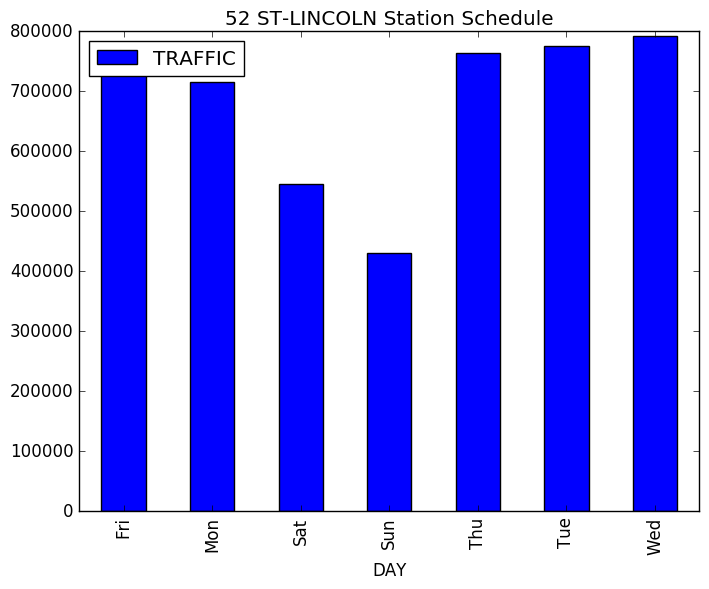 52 ST-LINCOLN Station Schedule
TRAFFIC
800000
700000
600000
500000
400000
300000
200000
100000
0
Fri
Mon
Sat
Sun
Thu
Tue
Wed
DAY